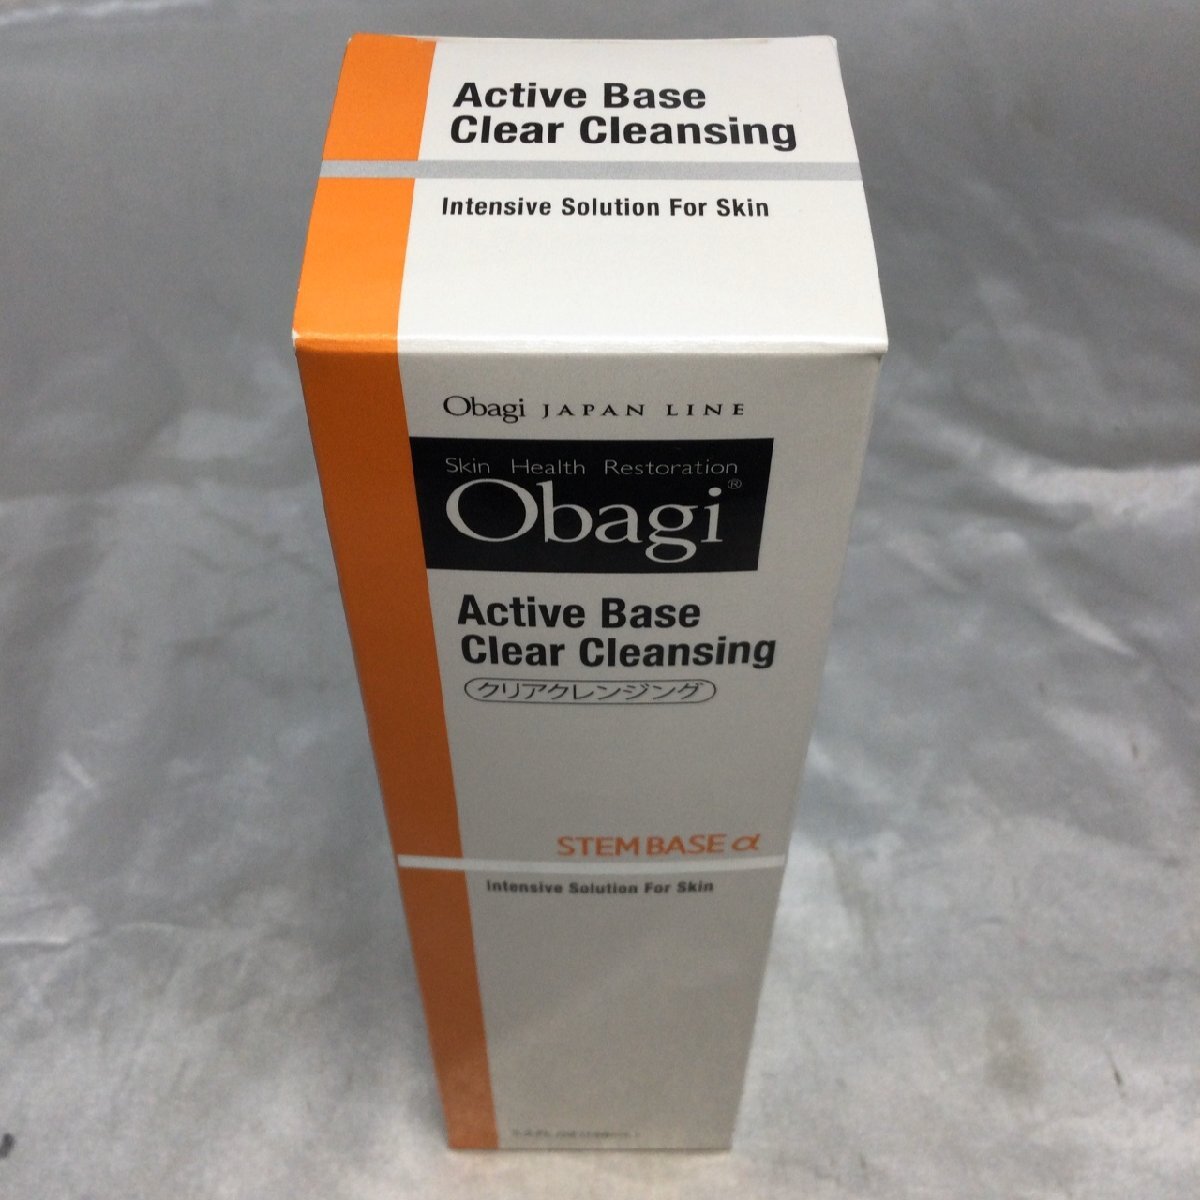 Active Base
Clear Cleansing
Intensive Solution For Skin
Obagi JAPAN LINE
Skin Health Restoration
Obagi®
Active Base
Clear Cleansing
クリアクレンジング
STEM BASE α
Intensive Solution For Skin